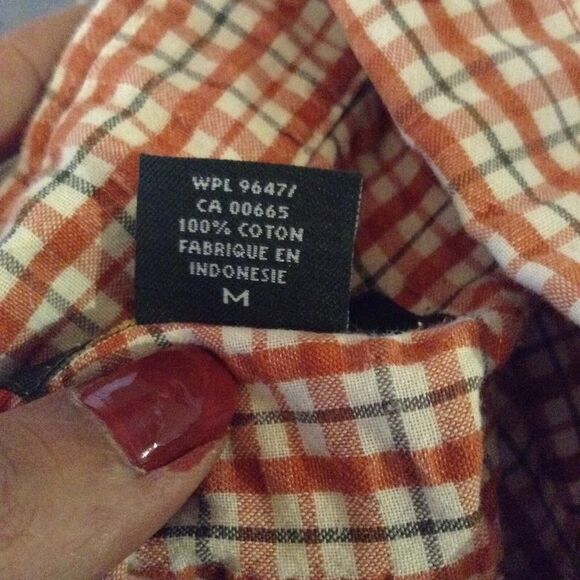 WPL 9647/
CA 00665
100% COTON
FABRIQUE EN
INDONESIE
M